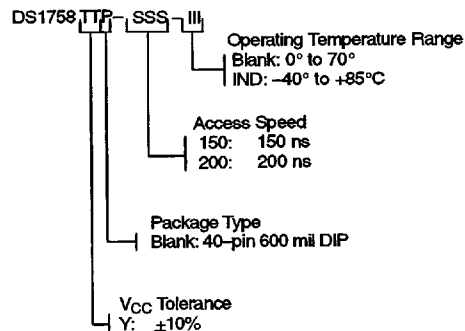 DS1758 TTP – SSS – III
Operating Temperature Range
Blank: 0° to 70°
IND: –40° to +85°C
Access Speed
150: 150 ns
200: 200 ns
Package Type
Blank: 40–pin 600 mil DIP
VCC Tolerance
Y: ±10%